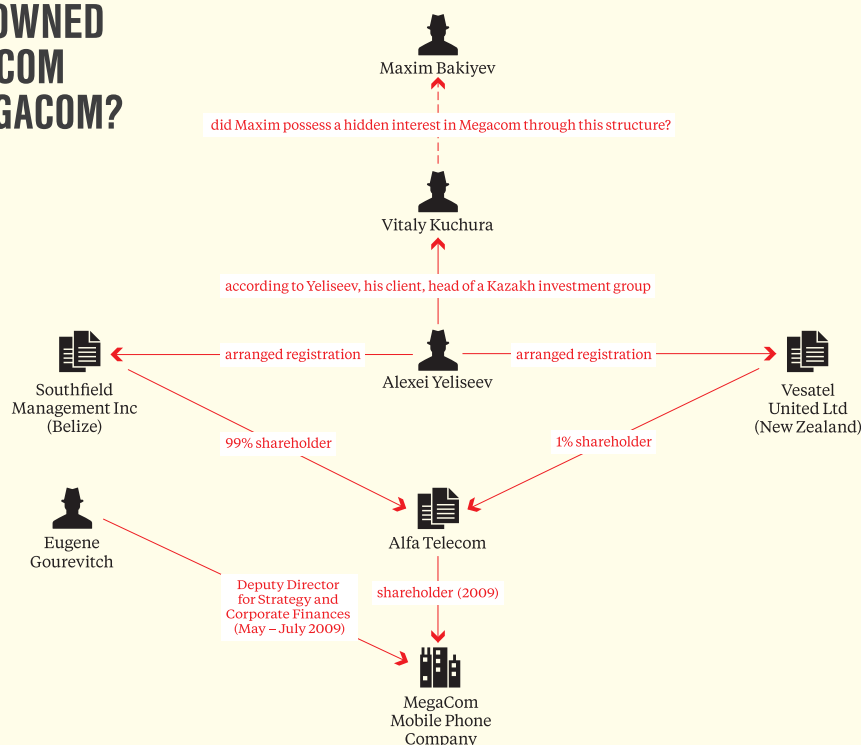 OWNED
COM
GACOM?
Maxim Bakiyev
did Maxim possess a hidden interest in Megacom through this structure?
Vitaly Kuchura
according to Yeliseev, his client, head of a Kazakh investment group
arranged registration
Alexei Yeliseev
arranged registration
Southfield
Management Inc
(Belize)
Vesatel
United Ltd
(New Zealand)
99% shareholder
1% shareholder
Eugene
Gourevitch
Alfa Telecom
Deputy Director
for Strategy and
Corporate Finances
(May – July 2009)
shareholder (2009)
MegaCom
Mobile Phone
Company